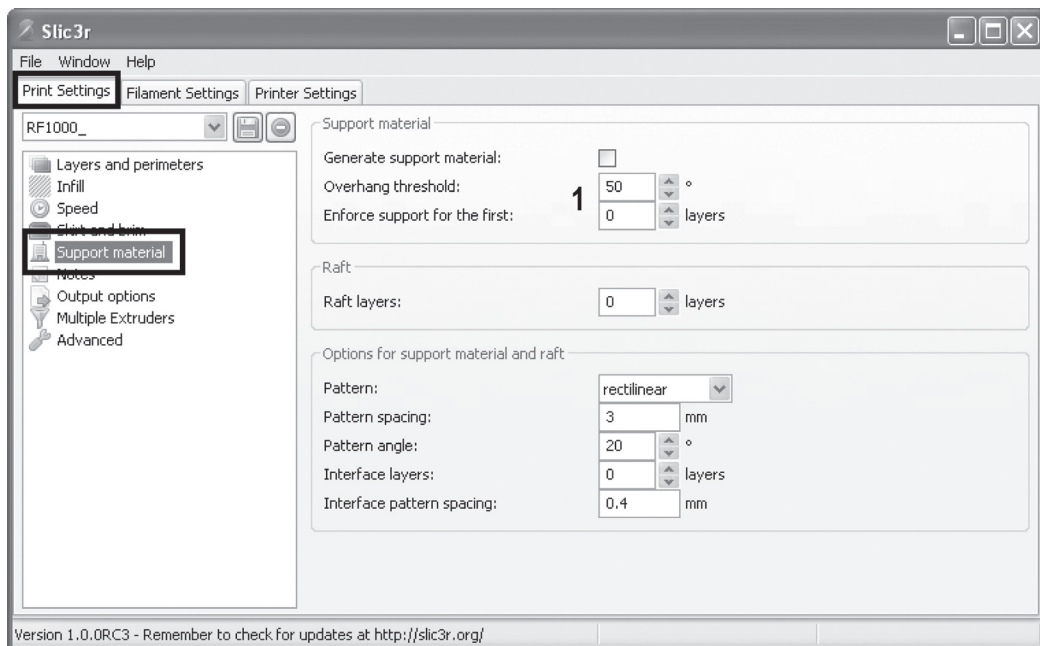 Slic3r
File Window Help
Print Settings Filament Settings Printer Settings
RF1000_
Layers and perimeters
Infill
Speed
Skirt and brim
Support material
Notes
Output options
Multiple Extruders
Advanced
Support material
Generate support material:
Overhang threshold: 50 °
1
Enforce support for the first: 0 layers
Raft
Raft layers: 0 layers
Options for support material and raft
Pattern: rectilinear
Pattern spacing: 3 mm
Pattern angle: 20 °
Interface layers: 0 layers
Interface pattern spacing: 0.4 mm
Version 1.0.0RC3 - Remember to check for updates at http://slic3r.org/